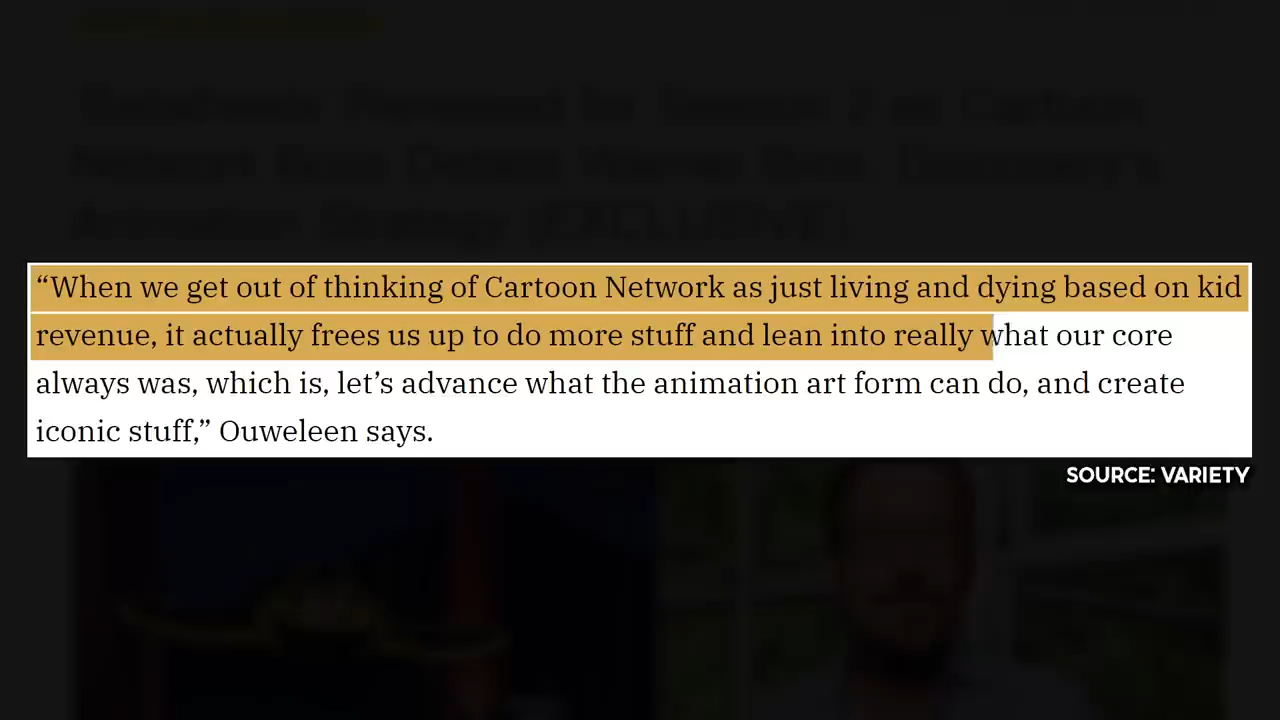 “When we get out of thinking of Cartoon Network as just living and dying based on kid
revenue, it actually frees us up to do more stuff and lean into really what our core
always was, which is, let’s advance what the animation art form can do, and create
iconic stuff,” Ouweleen says.
SOURCE: VARIETY